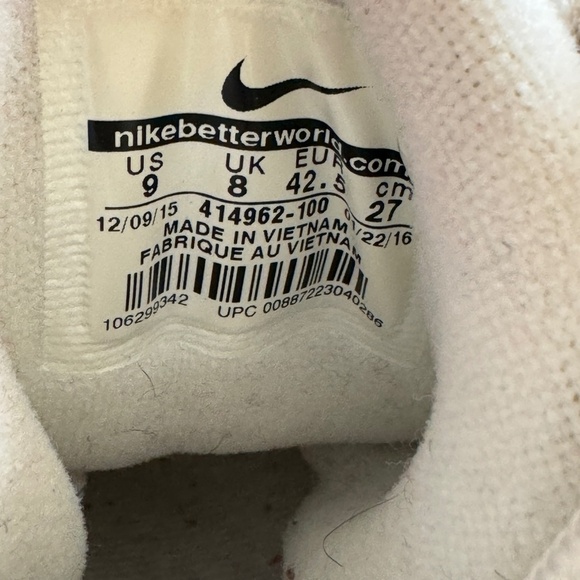 nikebetterworld.com
US UK EUR cm
9 8 42.5 27
12/09/15 414962-100 /22/16
MADE IN VIETNAM
FABRIQUE AU VIETNAM
106299342 UPC 00887223040286